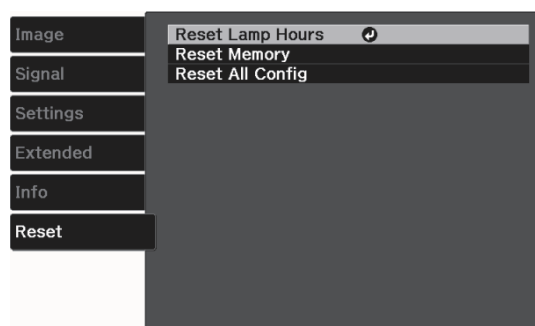 Image
Signal
Settings
Extended
Info
Reset
Reset Lamp Hours
Reset Memory
Reset All Config